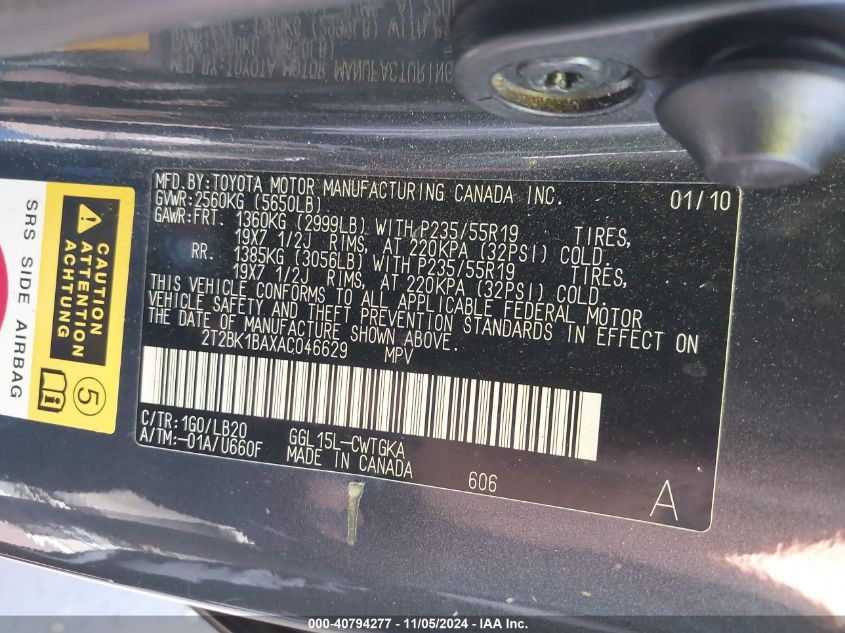 MFD. BY: TOYOTA MOTOR MANUFACTURING CANADA INC. 01/10
GVWR: 2560KG (5650LB)
GAWR: FRT. 1360KG (2999LB) WITH P235/55R19 TIRES,
19X7 1/2J RIMS, AT 220KPA (32PSI) COLD.
RR. 1385KG (3056LB) WITH P235/55R19 TIRES,
19X7 1/2J RIMS, AT 220KPA (32PSI) COLD.
THIS VEHICLE CONFORMS TO ALL APPLICABLE FEDERAL MOTOR
VEHICLE SAFETY AND THEFT PREVENTION STANDARDS IN EFFECT ON
THE DATE OF MANUFACTURE SHOWN ABOVE.
2T2BK1BAXAC046629 MPV
C/TR: 1G0/LB20
A/TM: -01A/U660F
GGL15L-CWTGKA
MADE IN CANADA
606
A
SRS SIDE AIRBAG
CAUTION
ATTENTION
ACHTUNG
5
000-40794277 - 11/05/2024 - IAA Inc.